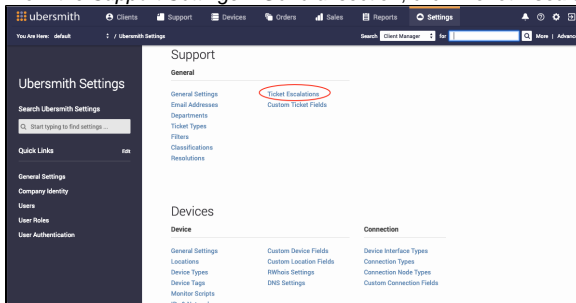 ubersmith Clients Support Devices Orders Sales Reports Settings
You Are Here: default / Ubersmith Settings Search Client Manager for More | Advanc
Support
General
Ubersmith Settings
General Settings Ticket Escalations
Email Addresses Custom Ticket Fields
Search Ubersmith Settings
Departments
Ticket Types
Start typing to find settings ...
Filters
Classifications
Quick Links Edit
Resolutions
General Settings
Company Identity
Users
Devices
User Roles
Device Connection
User Authentication
General Settings Custom Device Fields Device Interface Types
Locations Custom Location Fields Connection Types
Device Types RWhois Settings Connection Node Types
Device Tags DNS Settings Custom Connection Fields
Monitor Scripts